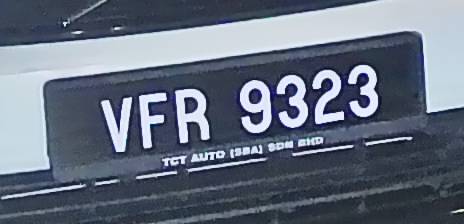 VFR 9323
TCT AUTO (SBA) SDN BHD